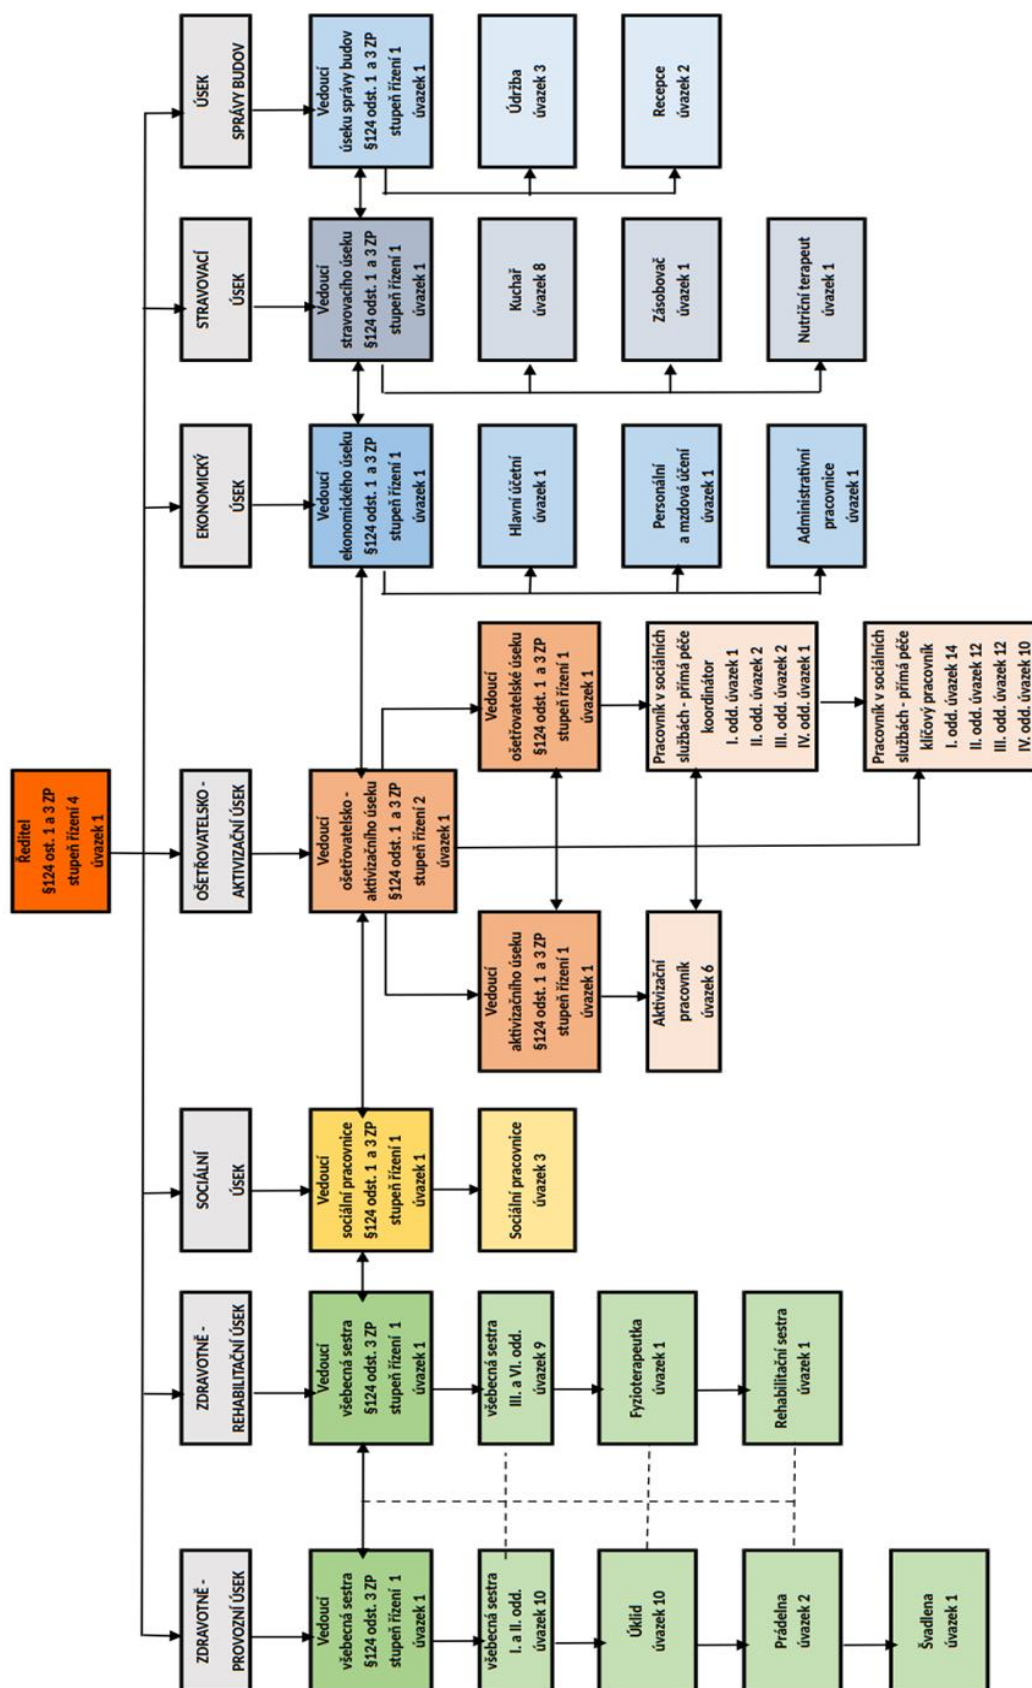 Ředitel
§124 ost. 1 a 3 ZP
stupeň řízení 4
úvazek 1
ZDRAVOTNĚ -
PROVOZNÍ ÚSEK
ZDRAVOTNĚ -
REHABILITAČNÍ ÚSEK
SOCIÁLNÍ
ÚSEK
OŠETŘOVATELSKO -
AKTIVIZAČNÍ ÚSEK
EKONOMICKÝ
ÚSEK
STRAVOVACÍ
ÚSEK
ÚSEK
SPRÁVY BUDOV
Vedoucí
všebecná sestra
§124 odst. 3 ZP
stupeň řízení 1
úvazek 1
Vedoucí
všebecná sestra
§124 odst. 3 ZP
stupeň řízení 1
úvazek 1
Vedoucí
sociální pracovnice
§124 odst. 1 a 3 ZP
stupeň řízení 1
úvazek 1
Vedoucí
ošetřovatelsko -
aktivizačního úseku
§124 odst. 1 a 3 ZP
stupeň řízení 2
úvazek 1
Vedoucí
ekonomického úseku
§124 odst. 1 a 3 ZP
stupeň řízení 1
úvazek 1
Vedoucí
stravovacího úseku
§124 odst. 1 a 3 ZP
stupeň řízení 1
úvazek 1
Vedoucí
úseku správy budov
§124 odst. 1 a 3 ZP
stupeň řízení 1
úvazek 1
všebecná sestra
I. a II. odd.
úvazek 10
všebecná sestra
III. a VI. odd.
úvazek 9
Sociální pracovnice
úvazek 3
Vedoucí
aktivizačního úseku
§124 odst. 1 a 3 ZP
stupeň řízení 1
úvazek 1
Vedoucí
ošetřovatelské úseku
§124 odst. 1 a 3 ZP
stupeň řízení 1
úvazek 1
Hlavní účetní
úvazek 1
Kuchař
úvazek 8
Údržba
úvazek 3
Úklid
úvazek 10
Fyzioterapeutka
úvazek 1
Aktivizační
pracovník
úvazek 6
Pracovník v sociálních
službách - přímá péče
koordinátor
I. odd. úvazek 1
II. odd. úvazek 2
III. odd. úvazek 2
IV. odd. úvazek 1
Personální
a mzdová účení
úvazek 1
Zásobovač
úvazek 1
Recepce
úvazek 2
Prádelna
úvazek 2
Rehabilitační sestra
úvazek 1
Administrativní
pracovnice
úvazek 1
Nutriční terapeut
úvazek 1
Švadlena
úvazek 1
Pracovník v sociálních
službách - přímá péče
klíčový pracovník
I. odd. úvazek 14
II. odd. úvazek 12
III. odd. úvazek 12
IV. odd. úvazek 10